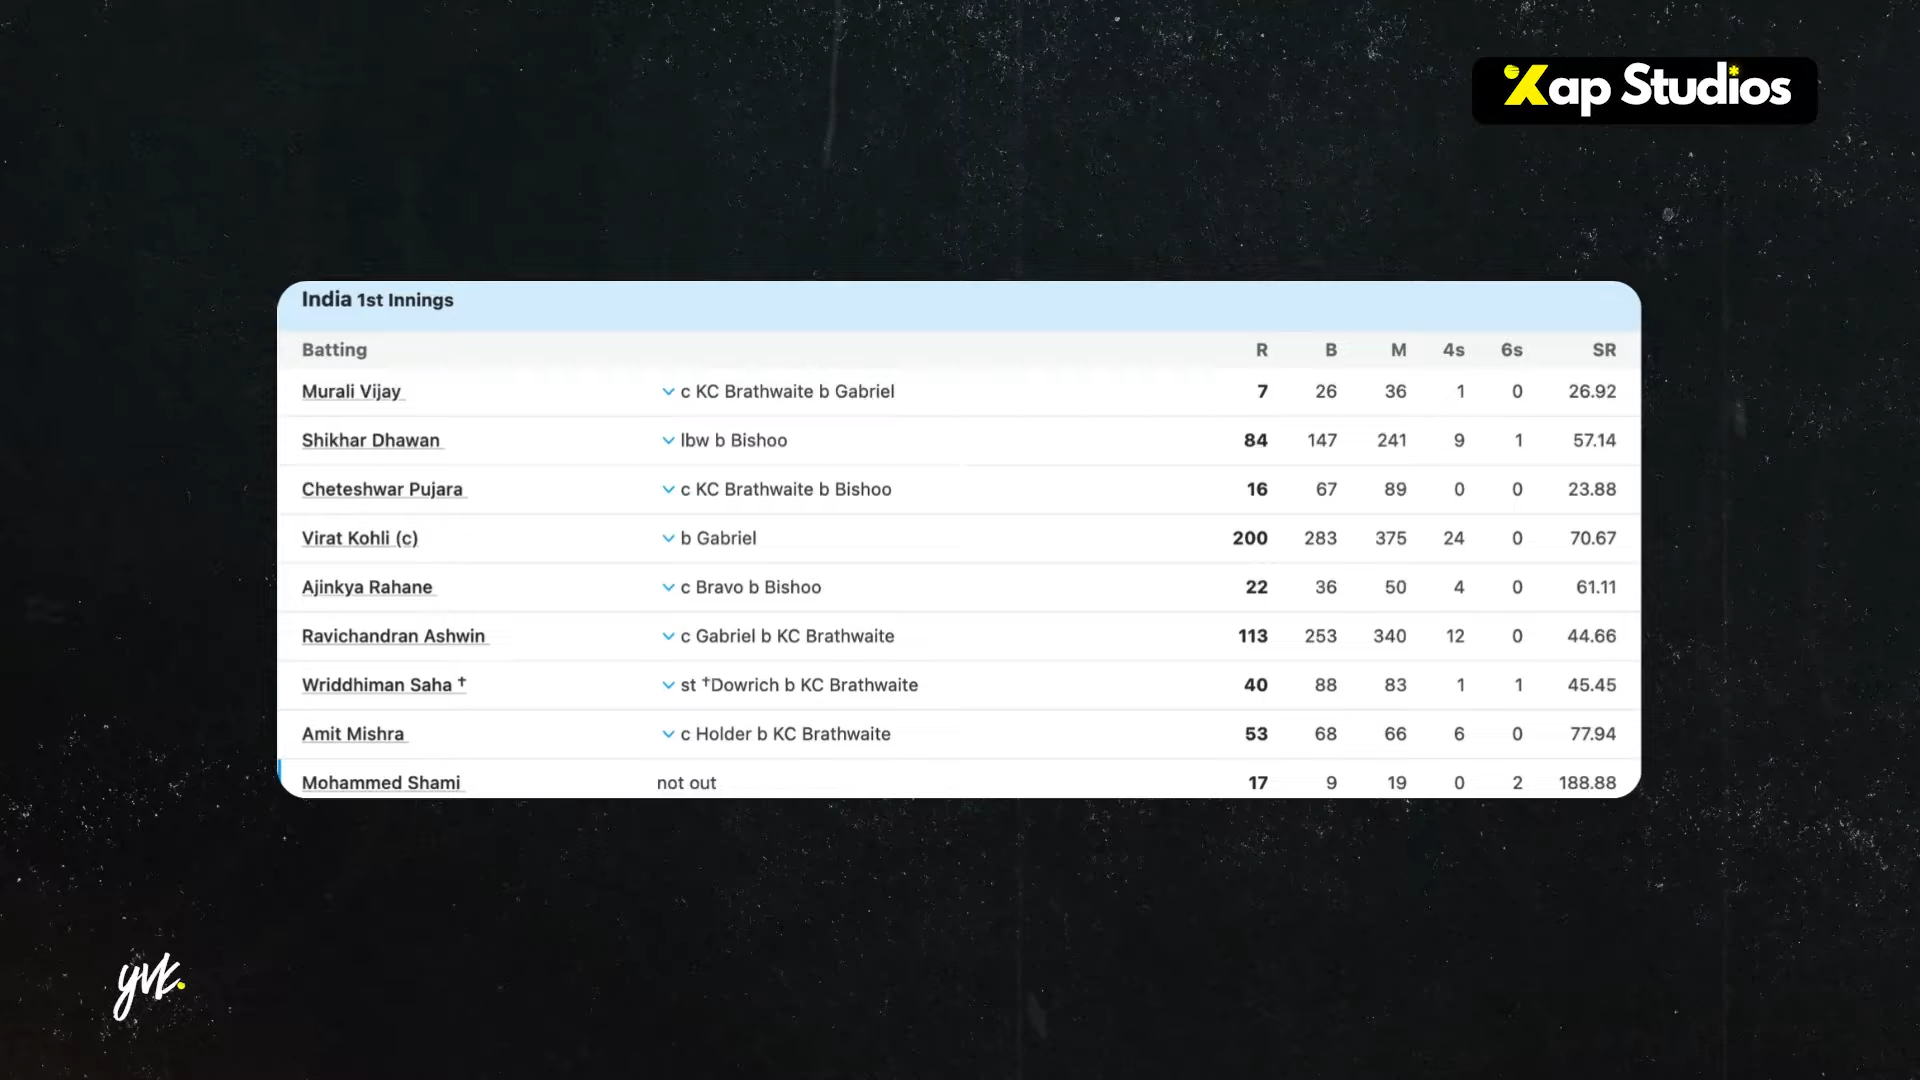 Xap Studios
India 1st Innings
Batting R B M 4s 6s SR
Murali Vijay c KC Brathwaite b Gabriel 7 26 36 1 0 26.92
Shikhar Dhawan lbw b Bishoo 84 147 241 9 1 57.14
Cheteshwar Pujara c KC Brathwaite b Bishoo 16 67 89 0 0 23.88
Virat Kohli (c) b Gabriel 200 283 375 24 0 70.67
Ajinkya Rahane c Bravo b Bishoo 22 36 50 4 0 61.11
Ravichandran Ashwin c Gabriel b KC Brathwaite 113 253 340 12 0 44.66
Wriddhiman Saha † st †Dowrich b KC Brathwaite 40 88 83 1 1 45.45
Amit Mishra c Holder b KC Brathwaite 53 68 66 6 0 77.94
Mohammed Shami not out 17 9 19 0 2 188.88
yvk.